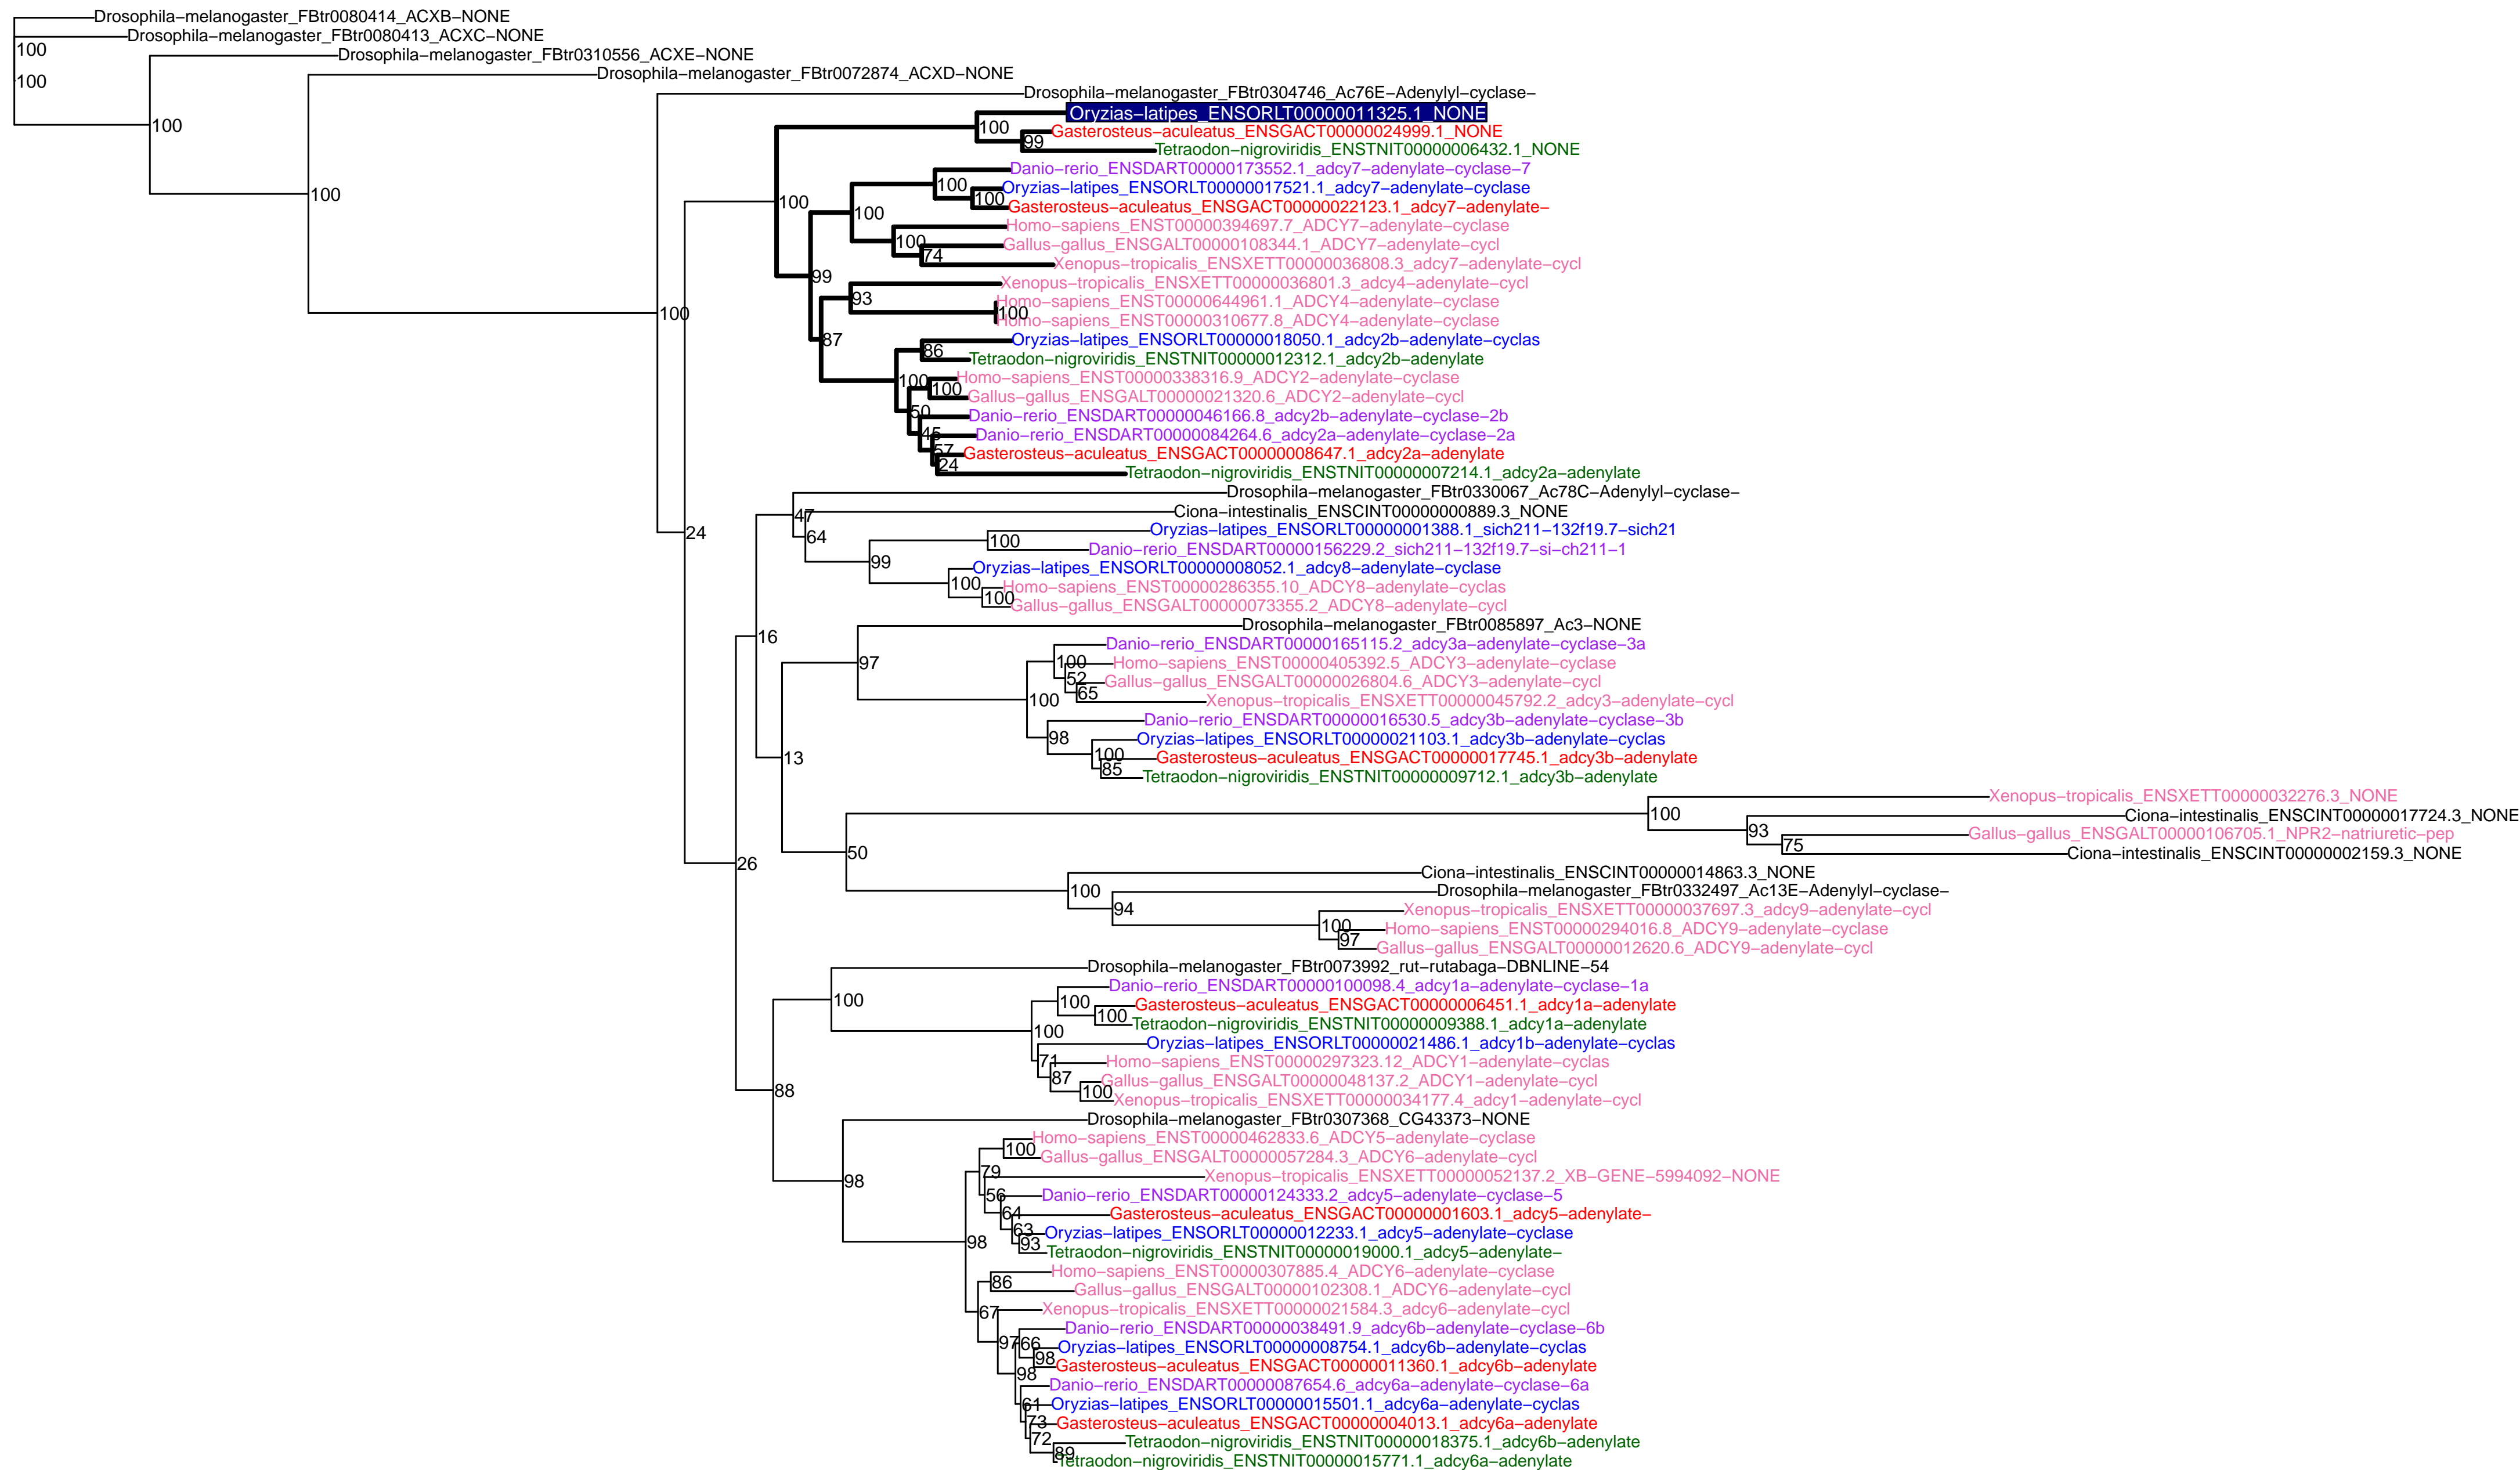 Drosophila−melanogaster_FBtr0080414_ACXB−NONE
Drosophila−melanogaster_FBtr0080413_ACXC−NONE
100
Drosophila−melanogaster_FBtr0310556_ACXE−NONE
Drosophila−melanogaster_FBtr0072874_ACXD−NONE
100
Drosophila−melanogaster_FBtr0304746_Ac76E−Adenylyl−cyclase−
Oryzias−latipes_ENSORLT00000011325.1_NONE
100
100
Gasterosteus−aculeatus_ENSGACT00000024999.1_NONE
99
Tetraodon−nigroviridis_ENSTNIT00000006432.1_NONE
Danio−rerio_ENSDART00000173552.1_adcy7−adenylate−cyclase−7
100
Oryzias−latipes_ENSORLT00000017521.1_adcy7−adenylate−cyclase
100
100
100
Gasterosteus−aculeatus_ENSGACT00000022123.1_adcy7−adenylate−
100
Homo−sapiens_ENST00000394697.7_ADCY7−adenylate−cyclase
100
Gallus−gallus_ENSGALT00000108344.1_ADCY7−adenylate−cycl
74
Xenopus−tropicalis_ENSXETT00000036808.3_adcy7−adenylate−cycl
99
Xenopus−tropicalis_ENSXETT00000036801.3_adcy4−adenylate−cycl
93
Homo−sapiens_ENST00000644961.1_ADCY4−adenylate−cyclase
100
100
Homo−sapiens_ENST00000310677.8_ADCY4−adenylate−cyclase
87
Oryzias−latipes_ENSORLT00000018050.1_adcy2b−adenylate−cyclas
86
Tetraodon−nigroviridis_ENSTNIT00000012312.1_adcy2b−adenylate
100
Homo−sapiens_ENST00000338316.9_ADCY2−adenylate−cyclase
100
Gallus−gallus_ENSGALT00000021320.6_ADCY2−adenylate−cycl
50
Danio−rerio_ENSDART00000046166.8_adcy2b−adenylate−cyclase−2b
45
Danio−rerio_ENSDART00000084264.6_adcy2a−adenylate−cyclase−2a
57
Gasterosteus−aculeatus_ENSGACT00000008647.1_adcy2a−adenylate
24
Tetraodon−nigroviridis_ENSTNIT00000007214.1_adcy2a−adenylate
Drosophila−melanogaster_FBtr0330067_Ac78C−Adenylyl−cyclase−
47
Ciona−intestinalis_ENSCINT00000000889.3_NONE
24
64
Oryzias−latipes_ENSORLT00000001388.1_sich211−132f19.7−sich21
100
Danio−rerio_ENSDART00000156229.2_sich211−132f19.7−si−ch211−1
99
Oryzias−latipes_ENSORLT00000008052.1_adcy8−adenylate−cyclase
100
Homo−sapiens_ENST00000286355.10_ADCY8−adenylate−cyclas
100
Gallus−gallus_ENSGALT00000073355.2_ADCY8−adenylate−cycl
16
Drosophila−melanogaster_FBtr0085897_Ac3−NONE
97
Danio−rerio_ENSDART00000165115.2_adcy3a−adenylate−cyclase−3a
100
Homo−sapiens_ENST00000405392.5_ADCY3−adenylate−cyclase
52
Gallus−gallus_ENSGALT00000026804.6_ADCY3−adenylate−cycl
65
100
Xenopus−tropicalis_ENSXETT00000045792.2_adcy3−adenylate−cycl
Danio−rerio_ENSDART00000016530.5_adcy3b−adenylate−cyclase−3b
98
Oryzias−latipes_ENSORLT00000021103.1_adcy3b−adenylate−cyclas
100
13
Gasterosteus−aculeatus_ENSGACT00000017745.1_adcy3b−adenylate
85
Tetraodon−nigroviridis_ENSTNIT00000009712.1_adcy3b−adenylate
Xenopus−tropicalis_ENSXETT00000032276.3_NONE
100
Ciona−intestinalis_ENSCINT00000017724.3_NONE
93
Gallus−gallus_ENSGALT00000106705.1_NPR2−natriuretic−pep
75
Ciona−intestinalis_ENSCINT00000002159.3_NONE
50
26
Ciona−intestinalis_ENSCINT00000014863.3_NONE
100
Drosophila−melanogaster_FBtr0332497_Ac13E−Adenylyl−cyclase−
94
Xenopus−tropicalis_ENSXETT00000037697.3_adcy9−adenylate−cycl
100
Homo−sapiens_ENST00000294016.8_ADCY9−adenylate−cyclase
97
Gallus−gallus_ENSGALT00000012620.6_ADCY9−adenylate−cycl
Drosophila−melanogaster_FBtr0073992_rut−rutabaga−DBNLINE−54
100
Danio−rerio_ENSDART00000100098.4_adcy1a−adenylate−cyclase−1a
100
Gasterosteus−aculeatus_ENSGACT00000006451.1_adcy1a−adenylate
100
Tetraodon−nigroviridis_ENSTNIT00000009388.1_adcy1a−adenylate
100
Oryzias−latipes_ENSORLT00000021486.1_adcy1b−adenylate−cyclas
71
Homo−sapiens_ENST00000297323.12_ADCY1−adenylate−cyclas
87
Gallus−gallus_ENSGALT00000048137.2_ADCY1−adenylate−cycl
100
88
Xenopus−tropicalis_ENSXETT00000034177.4_adcy1−adenylate−cycl
Drosophila−melanogaster_FBtr0307368_CG43373−NONE
Homo−sapiens_ENST00000462833.6_ADCY5−adenylate−cyclase
100
Gallus−gallus_ENSGALT00000057284.3_ADCY6−adenylate−cycl
79
98
Xenopus−tropicalis_ENSXETT00000052137.2_XB−GENE−5994092−NONE
56
Danio−rerio_ENSDART00000124333.2_adcy5−adenylate−cyclase−5
64
Gasterosteus−aculeatus_ENSGACT00000001603.1_adcy5−adenylate−
63
Oryzias−latipes_ENSORLT00000012233.1_adcy5−adenylate−cyclase
93
98
Tetraodon−nigroviridis_ENSTNIT00000019000.1_adcy5−adenylate−
Homo−sapiens_ENST00000307885.4_ADCY6−adenylate−cyclase
86
Gallus−gallus_ENSGALT00000102308.1_ADCY6−adenylate−cycl
67
Xenopus−tropicalis_ENSXETT00000021584.3_adcy6−adenylate−cycl
Danio−rerio_ENSDART00000038491.9_adcy6b−adenylate−cyclase−6b
97
66
Oryzias−latipes_ENSORLT00000008754.1_adcy6b−adenylate−cyclas
98
Gasterosteus−aculeatus_ENSGACT00000011360.1_adcy6b−adenylate
98
Danio−rerio_ENSDART00000087654.6_adcy6a−adenylate−cyclase−6a
61
Oryzias−latipes_ENSORLT00000015501.1_adcy6a−adenylate−cyclas
73
Gasterosteus−aculeatus_ENSGACT00000004013.1_adcy6a−adenylate
72
Tetraodon−nigroviridis_ENSTNIT00000018375.1_adcy6b−adenylate
89
Tetraodon−nigroviridis_ENSTNIT00000015771.1_adcy6a−adenylate